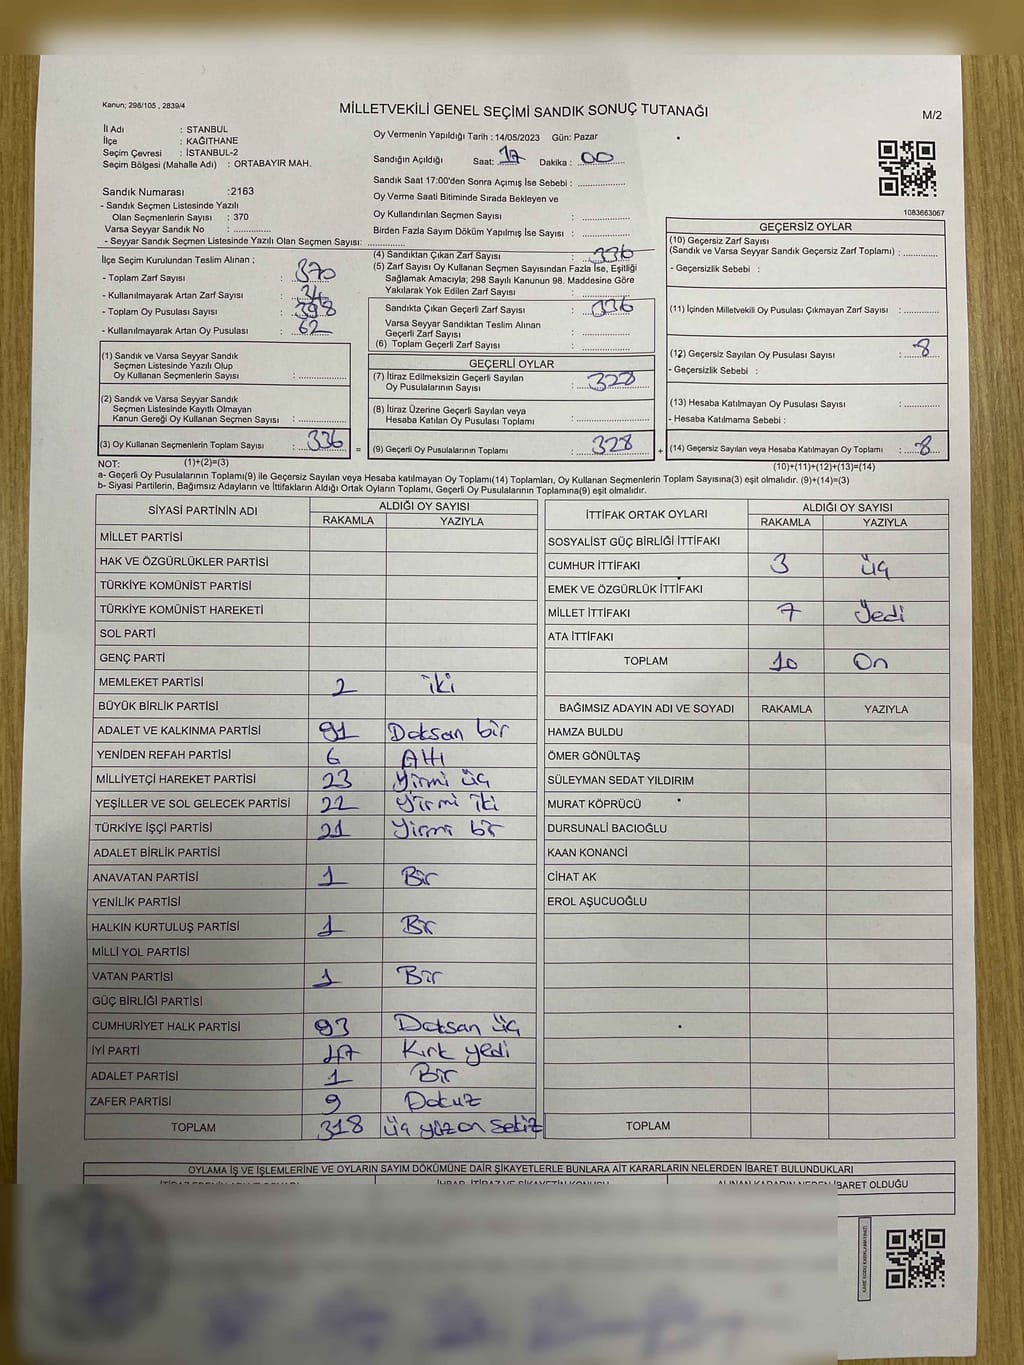 Kanun; 298/105 , 2839/4
MİLLETVEKİLİ GENEL SEÇİMİ SANDIK SONUÇ TUTANAĞI
M/2
İl Adı : STANBUL
İlçe : KAĞITHANE
Seçim Çevresi : İSTANBUL-2
Seçim Bölgesi (Mahalle Adı) : ORTABAYIR MAH.
Oy Vermenin Yapıldığı Tarih : 14/05/2023 Gün: Pazar
Sandığın Açıldığı Saat: 17 Dakika : 00
Sandık Saat 17:00'den Sonra Açımış İse Sebebi :
Oy Verme Saati Bitiminde Sırada Bekleyen ve
Oy Kullandırılan Seçmen Sayısı :
Birden Fazla Sayım Döküm Yapılmış İse Sayısı :
1083663067
Sandık Numarası :2163
- Sandık Seçmen Listesinde Yazılı
Olan Seçmenlerin Sayısı : 370
Varsa Seyyar Sandık No :
- Seyyar Sandık Seçmen Listesinde Yazılı Olan Seçmen Sayısı:
İlçe Seçim Kurulundan Teslim Alınan ;
- Toplam Zarf Sayısı : 370
- Kullanılmayarak Artan Zarf Sayısı : 34
- Toplam Oy Pusulası Sayısı : 398
- Kullanılmayarak Artan Oy Pusulası : 62
(1) Sandık ve Varsa Seyyar Sandık
Seçmen Listesinde Yazılı Olup
Oy Kullanan Seçmenlerin Sayısı :
(2) Sandık ve Varsa Seyyar Sandık
Seçmen Listesinde Kayıtlı Olmayan
Kanun Gereği Oy Kullanan Seçmen Sayısı :
(3) Oy Kullanan Seçmenlerin Toplam Sayısı : 336
(4) Sandıktan Çıkan Zarf Sayısı : 336
(5) Zarf Sayısı Oy Kullanan Seçmen Sayısından Fazla İse, Eşitliği
Sağlamak Amacıyla; 298 Sayılı Kanunun 98. Maddesine Göre
Yakılarak Yok Edilen Zarf Sayısı :
Sandıkta Çıkan Geçerli Zarf Sayısı : 336
Varsa Seyyar Sandıktan Teslim Alınan
Geçerli Zarf Sayısı :
(6) Toplam Geçerli Zarf Sayısı :
GEÇERLİ OYLAR
(7) İtiraz Edilmeksizin Geçerli Sayılan
Oy Pusulalarının Sayısı : 328
(8) İtiraz Üzerine Geçerli Sayılan veya
Hesaba Katılan Oy Pusulası Toplamı :
= (9) Geçerli Oy Pusulalarının Toplamı : 328
GEÇERSİZ OYLAR
(10) Geçersiz Zarf Sayısı
(Sandık ve Varsa Seyyar Sandık Geçersiz Zarf Toplamı) :
- Geçersizlik Sebebi :
(11) İçinden Milletvekili Oy Pusulası Çıkmayan Zarf Sayısı :
(12) Geçersiz Sayılan Oy Pusulası Sayısı : 8
- Geçersizlik Sebebi :
(13) Hesaba Katılmayan Oy Pusulası Sayısı :
- Hesaba Katılmama Sebebi :
+ (14) Geçersiz Sayılan veya Hesaba Katılmayan Oy Toplamı : 8
NOT: (1)+(2)=(3)
(10)+(11)+(12)+(13)=(14)
a- Geçerli Oy Pusulalarının Toplamı(9) ile Geçersiz Sayılan veya Hesaba katılmayan Oy Toplamı(14) Toplamları, Oy Kullanan Seçmenlerin Toplam Sayısına(3) eşit olmalıdır. (9)+(14)=(3)
b- Siyasi Partilerin, Bağımsız Adayların ve İttifakların Aldığı Ortak Oyların Toplamı, Geçerli Oy Pusulalarının Toplamına(9) eşit olmalıdır.
SİYASİ PARTİNİN ADI
ALDIĞI OY SAYISI
RAKAMLA YAZIYLA
MİLLET PARTİSİ
HAK VE ÖZGÜRLÜKLER PARTİSİ
TÜRKİYE KOMÜNİST PARTİSİ
TÜRKİYE KOMÜNİST HAREKETİ
SOL PARTİ
GENÇ PARTİ
MEMLEKET PARTİSİ 2 iki
BÜYÜK BİRLİK PARTİSİ
ADALET VE KALKINMA PARTİSİ 91 Doksan bir
YENİDEN REFAH PARTİSİ 6 Altı
MİLLİYETÇİ HAREKET PARTİSİ 23 Yirmi üç
YEŞİLLER VE SOL GELECEK PARTİSİ 22 Yirmi iki
TÜRKİYE İŞÇİ PARTİSİ 21 Yirmi bir
ADALET BİRLİK PARTİSİ
ANAVATAN PARTİSİ 1 Bir
YENİLİK PARTİSİ
HALKIN KURTULUŞ PARTİSİ 1 Bir
MİLLİ YOL PARTİSİ
VATAN PARTİSİ 1 Bir
GÜÇ BİRLİĞİ PARTİSİ
CUMHURİYET HALK PARTİSİ 93 Doksan üç
İYİ PARTİ 47 Kırk yedi
ADALET PARTİSİ 1 Bir
ZAFER PARTİSİ 9 Dokuz
TOPLAM 318 üç yüz on sekiz
İTTİFAK ORTAK OYLARI
ALDIĞI OY SAYISI
RAKAMLA YAZIYLA
SOSYALİST GÜÇ BİRLİĞİ İTTİFAKI
CUMHUR İTTİFAKI 3 üç
EMEK VE ÖZGÜRLÜK İTTİFAKI
MİLLET İTTİFAKI 7 Yedi
ATA İTTİFAKI
TOPLAM 10 On
BAĞIMSIZ ADAYIN ADI VE SOYADI RAKAMLA YAZIYLA
HAMZA BULDU
ÖMER GÖNÜLTAŞ
SÜLEYMAN SEDAT YILDIRIM
MURAT KÖPRÜCÜ
DURSUNALİ BACIOĞLU
KAAN KONANCİ
CİHAT AK
EROL AŞUCUOĞLU
TOPLAM
OYLAMA İŞ VE İŞLEMLERİNE VE OYLARIN SAYIM DÖKÜMÜNE DAİR ŞİKAYETLERLE BUNLARA AİT KARARLARIN NELERDEN İBARET BULUNDUKLARI
İHBAR, İTİRAZ VE ŞİKAYETİN KONUSU
ALINAN KARARIN NEDEN İBARET OLDUĞU